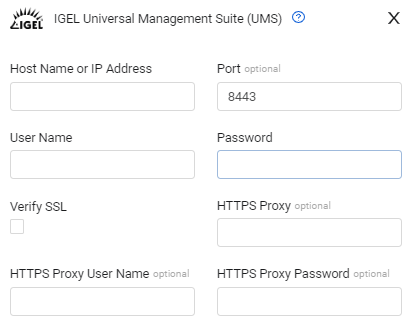 IGEL Universal Management Suite (UMS) ?
X
Host Name or IP Address
Port optional
8443
User Name
Password
Verify SSL
HTTPS Proxy optional
HTTPS Proxy User Name optional
HTTPS Proxy Password optional